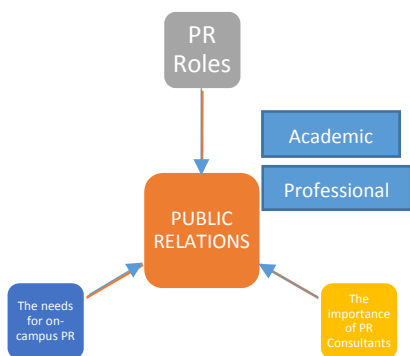 PR
Roles
Academic
Professional
PUBLIC
RELATIONS
The needs
for on-
campus PR
The
importance
of PR
Consultants